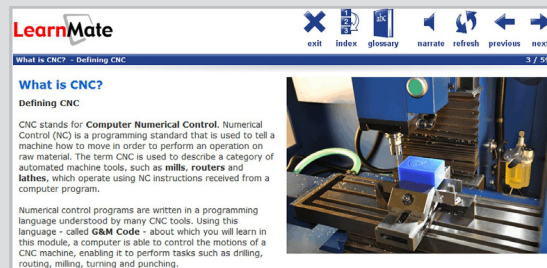 LearnMate
1
2
3
abc
exit index glossary narrate refresh previous next
What is CNC? - Defining CNC 3 / 59
What is CNC?
Defining CNC
CNC stands for Computer Numerical Control. Numerical
Control (NC) is a programming standard that is used to tell a
machine how to move in order to perform an operation on
raw material. The term CNC is used to describe a category of
automated machine tools, such as mills, routers and
lathes, which operate using NC instructions received from a
computer program.
Numerical control programs are written in a programming
language understood by many CNC tools. Using this
language - called G&M Code - about which you will learn in
this module, a computer is able to control the motions of a
CNC machine, enabling it to perform tasks such as drilling,
routing, milling, turning and punching.